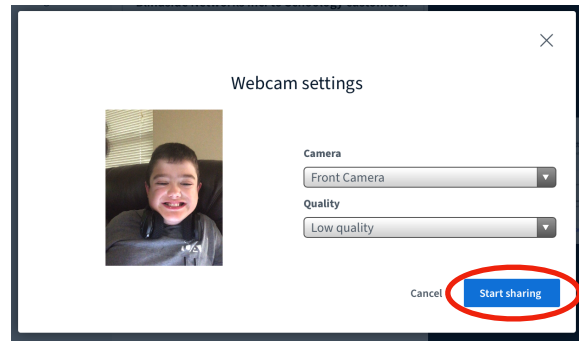 Webcam settings
Camera
Front Camera
Quality
Low quality
Cancel
Start sharing